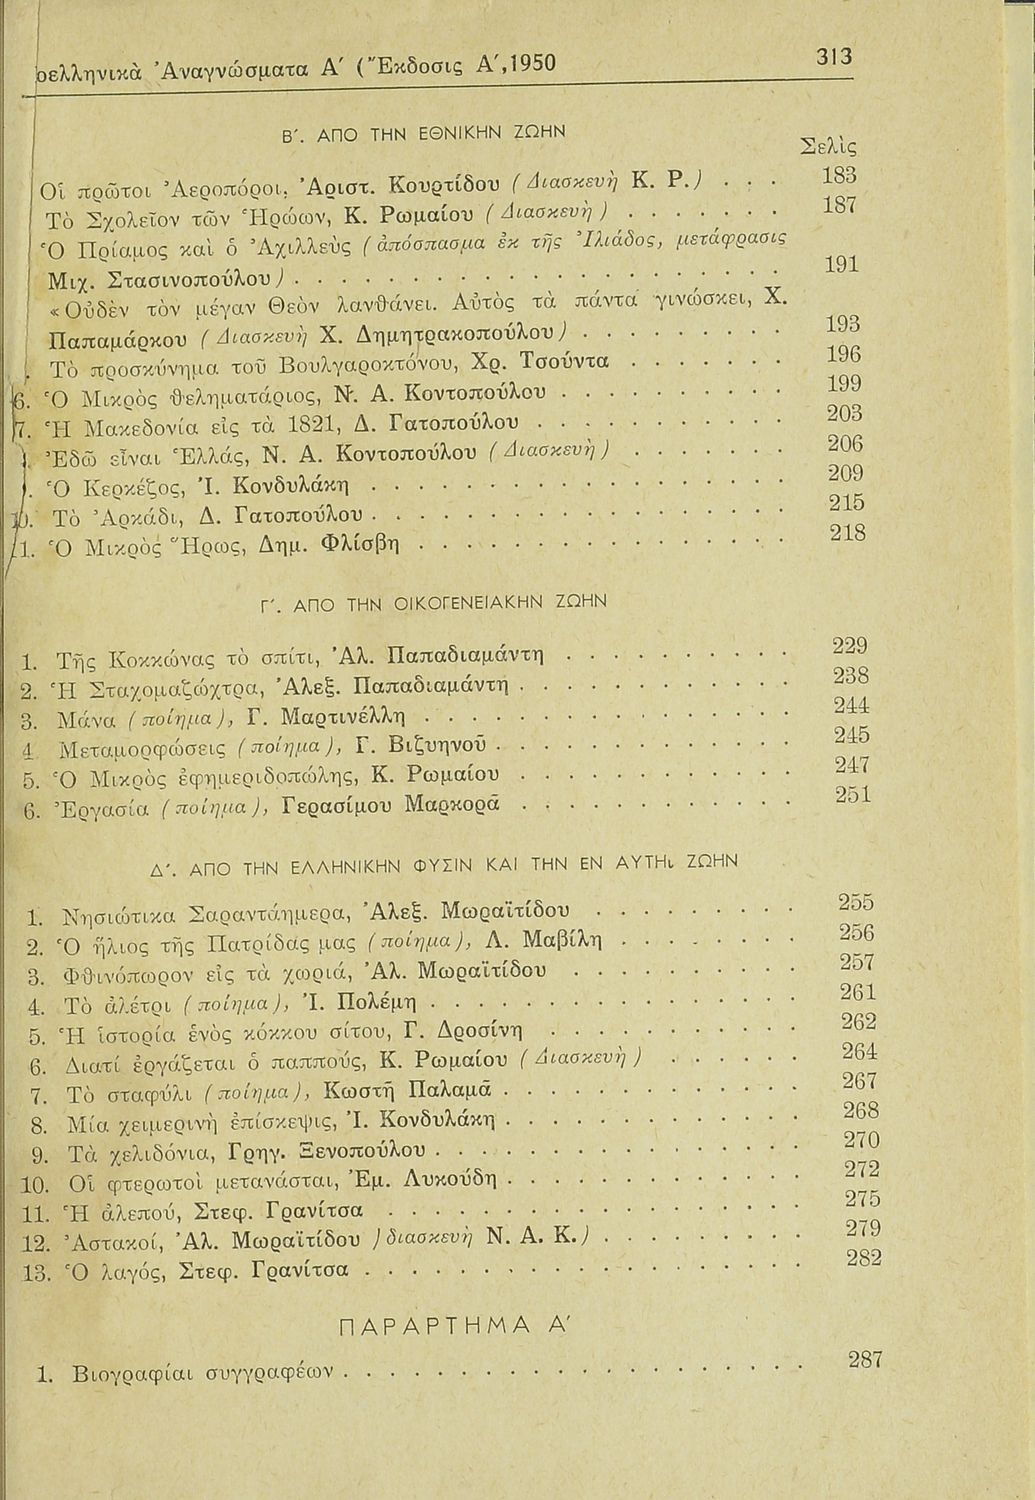 οελληνικὰ Ἀναγνώσματα Α΄ (Ἔκδοσις Α΄,1950 313
Β΄. ΑΠΟ ΤΗΝ ΕΘΝΙΚΗΝ ΖΩΗΝ
Σελὶς
Οἱ πρῶτοι Ἀεροπόροι, Ἀριστ. Κουρτίδου (Διασκευὴ Κ. Ρ.) . . . 183
Τὸ Σχολεῖον τῶν Ἡρώων, Κ. Ρωμαίου (Διασκευὴ) . . . . . . . 187
Ὁ Πρίαμος καὶ ὁ Ἀχιλλεὺς (ἀπόσπασμα ἐκ τῆς Ἰλιάδος, μετάφρασις
Μιχ. Στασινοπούλου) . . . . . . . . . . . . . . . . . . 191
«Οὐδὲν τὸν μέγαν Θεὸν λανθάνει. Αὐτὸς τὰ πάντα γινώσκει, Χ.
Παπαμάρκου (Διασκευὴ Χ. Δημητρακοπούλου) . . . . . . . . . 193
. Τὸ προσκύνημα τοῦ Βουλγαροκτόνου, Χρ. Τσούντα . . . . . . . 196
6. Ὁ Μικρὸς θεληματάριος, Ν. Α. Κοντοπούλου . . . . . . . . . . 199
7. Ἡ Μακεδονία εἰς τὰ 1821, Δ. Γατοπούλου . . . . . . . . . . . 203
. Ἐδῶ εἶναι Ἑλλάς, Ν. Α. Κοντοπούλου (Διασκευὴ) . . . . . . . 206
. Ὁ Κερκέζος, Ἰ. Κονδυλάκη . . . . . . . . . . . . . . . . . . 209
10. Τὸ Ἀρκάδι, Δ. Γατοπούλου . . . . . . . . . . . . . . . . . . 215
11. Ὁ Μικρὸς Ἥρως, Δημ. Φλίσβη . . . . . . . . . . . . . . . . 218
Γ΄. ΑΠΟ ΤΗΝ ΟΙΚΟΓΕΝΕΙΑΚΗΝ ΖΩΗΝ
1. Τῆς Κοκκώνας τὸ σπίτι, Ἀλ. Παπαδιαμάντη . . . . . . . . . . 229
2. Ἡ Σταχομαζώχτρα, Ἀλεξ. Παπαδιαμάντη . . . . . . . . . . . . 238
3. Μάνα (ποίημα), Γ. Μαρτινέλλη . . . . . . . . . . . . . . . . 244
4 Μεταμορφώσεις (ποίημα), Γ. Βιζυηνοῦ . . . . . . . . . . . . . 245
5. Ὁ Μικρὸς ἐφημεριδοπώλης, Κ. Ρωμαίου . . . . . . . . . . . . 247
6. Ἐργασία (ποίημα), Γερασίμου Μαρκορᾶ . . . . . . . . . . . . 251
Δ΄. ΑΠΟ ΤΗΝ ΕΛΛΗΝΙΚΗΝ ΦΥΣΙΝ ΚΑΙ ΤΗΝ ΕΝ ΑΥΤΗι ΖΩΗΝ
1. Νησιώτικα Σαραντάημερα, Ἀλεξ. Μωραϊτίδου . . . . . . . . . 255
2. Ὁ ἥλιος τῆς Πατρίδας μας (ποίημα), Λ. Μαβίλη . . . . . . . . 256
3. Φθινόπωρον εἰς τὰ χωριά, Ἀλ. Μωραϊτίδου . . . . . . . . . . 257
4. Τὸ ἀλέτρι (ποίημα), Ἰ. Πολέμη . . . . . . . . . . . . . . . . 261
5. Ἡ ἱστορία ἑνὸς κόκκου σίτου, Γ. Δροσίνη . . . . . . . . . . . 262
6. Διατί ἐργάζεται ὁ παπποὺς, Κ. Ρωμαίου (Διασκευὴ) . . . . . . 264
7. Τὸ σταφύλι (ποίημα), Κωστῆ Παλαμᾶ . . . . . . . . . . . . . 267
8. Μία χειμερινὴ ἐπίσκεψις, Ἰ. Κονδυλάκη . . . . . . . . . . . . . 268
9. Τὰ χελιδόνια, Γρηγ. Ξενοπούλου . . . . . . . . . . . . . . . . 270
10. Οἱ φτερωτοὶ μετανάσται, Ἐμ. Λυκούδη . . . . . . . . . . . . . 272
11. Ἡ ἀλεπού, Στεφ. Γρανίτσα . . . . . . . . . . . . . . . . . . 275
12. Ἀστακοί, Ἀλ. Μωραϊτίδου )διασκευὴ Ν. Α. Κ.) . . . . . . . . . 279
13. Ὁ λαγός, Στεφ. Γρανίτσα . . . . . . . . . . . . . . . . . . . 282
ΠΑΡΑΡΤΗΜΑ Α΄
1. Βιογραφίαι συγγραφέων . . . . . . . . . . . . . . . . . . . . 287